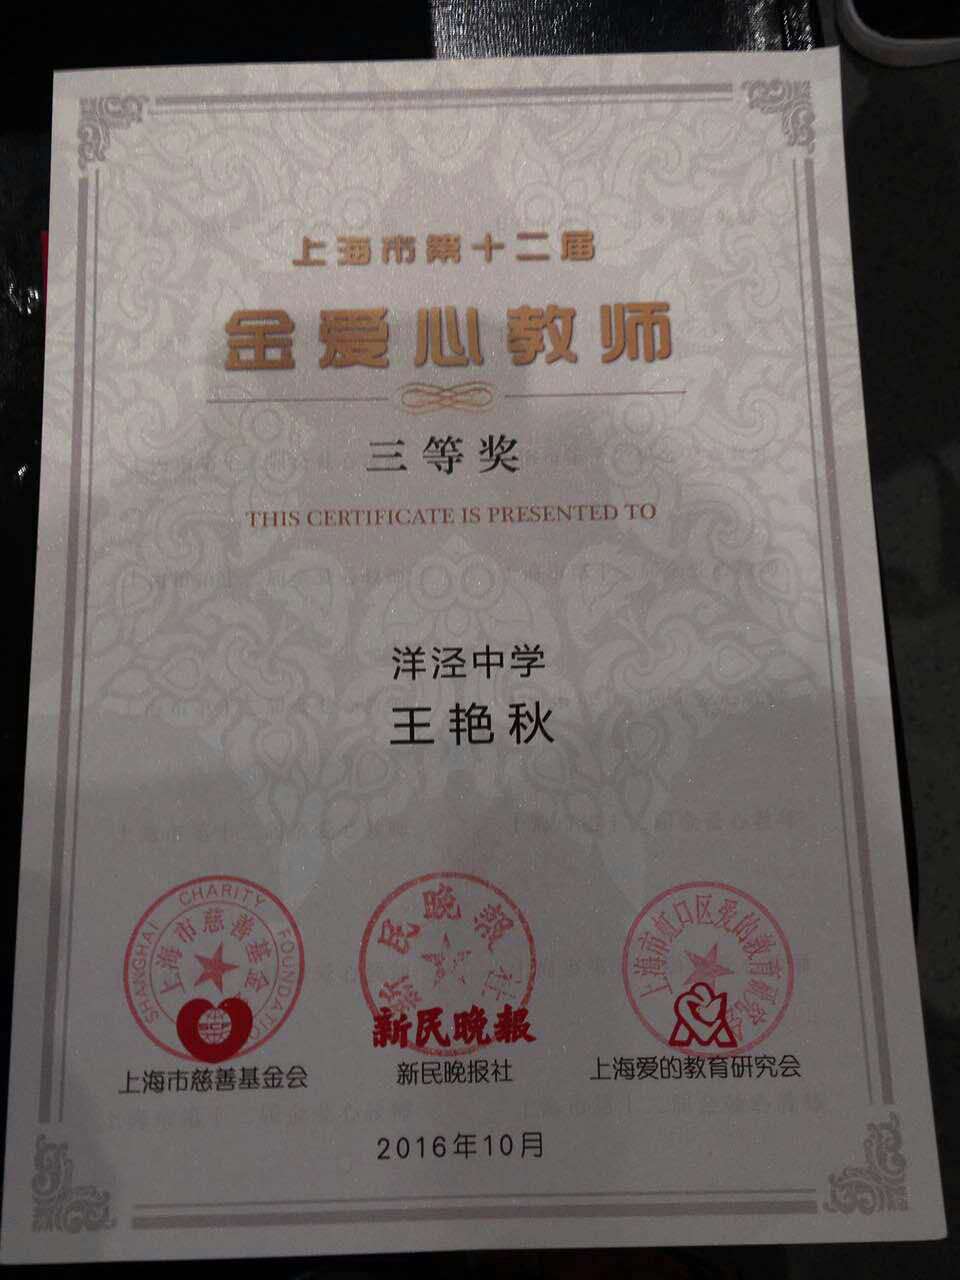 上海市第十二届
金爱心教师
三等奖
THIS CERTIFICATE IS PRESENTED TO
洋泾中学
王艳秋
SHANGHAI CHARITY FOUNDATIO
上海市慈善基金
SCF
上海市慈善基金会
新民晚報社
新民晚報
新民晚报社
上海市虹口区爱的教育研究会
上海爱的教育研究会
2016年10月